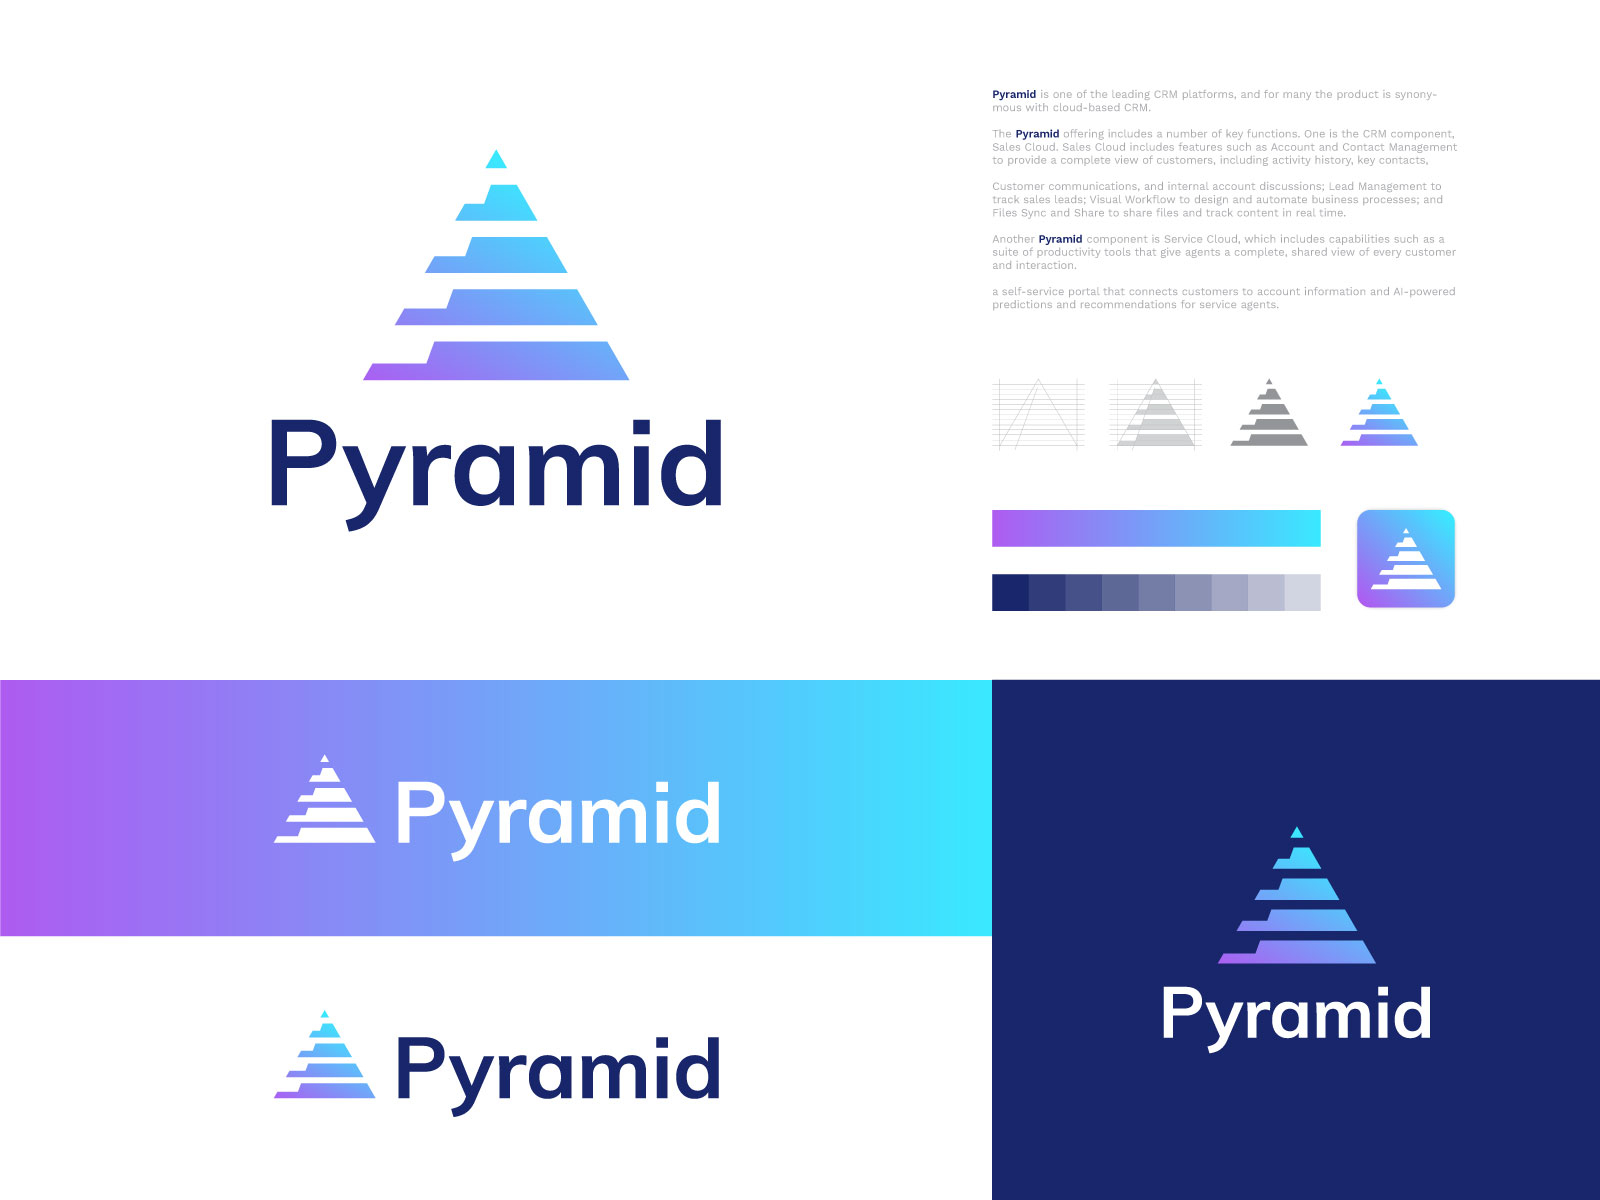 Pyramid
Pyramid is one of the leading CRM platforms, and for many the product is synony-
mous with cloud-based CRM.
The Pyramid offering includes a number of key functions. One is the CRM component,
Sales Cloud. Sales Cloud includes features such as Account and Contact Management
to provide a complete view of customers, including activity history, key contacts,
Customer communications, and internal account discussions; Lead Management to
track sales leads; Visual Workflow to design and automate business processes; and
Files Sync and Share to share files and track content in real time.
Another Pyramid component is Service Cloud, which includes capabilities such as a
suite of productivity tools that give agents a complete, shared view of every customer
and interaction.
a self-service portal that connects customers to account information and AI-powered
predictions and recommendations for service agents.
Pyramid
Pyramid
Pyramid